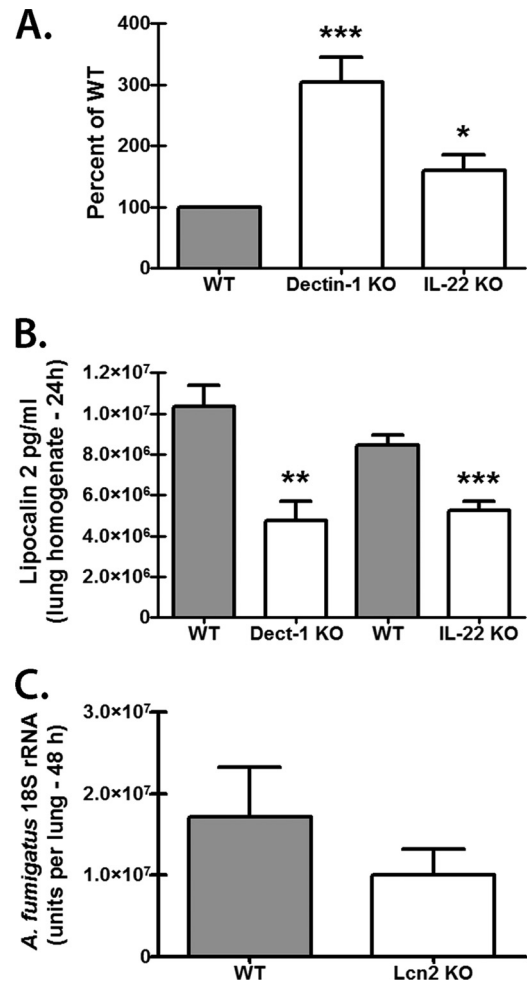 A.
Percent of WT
400
300
200
100
0
***
*
WT Dectin-1 KO IL-22 KO
B.
Lipocalin 2 pg/ml
(lung homogenate - 24h)
1.2×10⁷
1.0×10⁷
8.0×10⁶
6.0×10⁶
4.0×10⁶
2.0×10⁶
0
**
***
WT Dect-1 KO WT IL-22 KO
C.
A. fumigatus 18S rRNA
(units per lung - 48 h)
3.0×10⁷
2.0×10⁷
1.0×10⁷
0
WT Lcn2 KO